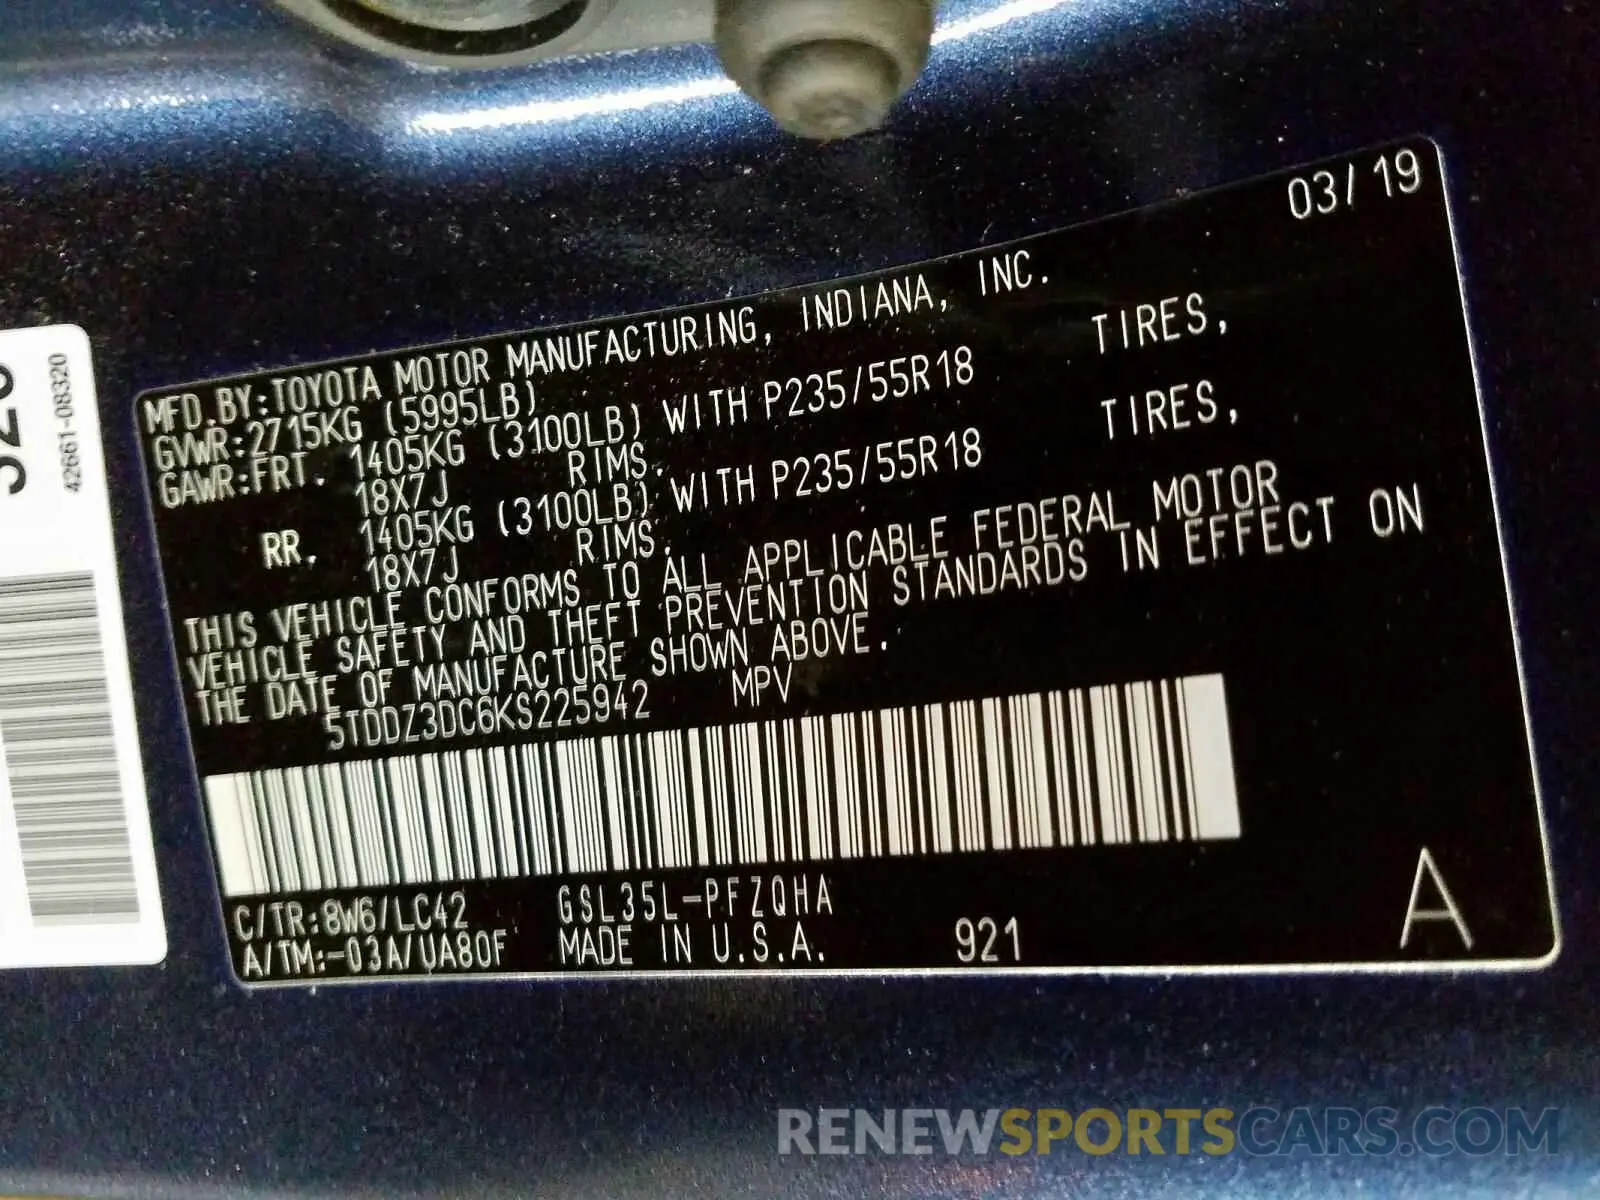 03/19
MFD.BY:TOYOTA MOTOR MANUFACTURING, INDIANA, INC.
GVWR:2715KG (5995LB)
GAWR:FRT. 1405KG (3100LB) WITH P235/55R18 TIRES,
18X7J RIMS.
RR. 1405KG (3100LB) WITH P235/55R18 TIRES,
18X7J RIMS.
THIS VEHICLE CONFORMS TO ALL APPLICABLE FEDERAL MOTOR
VEHICLE SAFETY AND THEFT PREVENTION STANDARDS IN EFFECT ON
THE DATE OF MANUFACTURE SHOWN ABOVE.
5TDDZ3DC6KS225942 MPV
C/TR:8W6/LC42 GSL35L-PFZQHA
A/TM:-03A/UA80F MADE IN U.S.A. 921
A
42661-08320
RENEWSPORTSCARS.COM